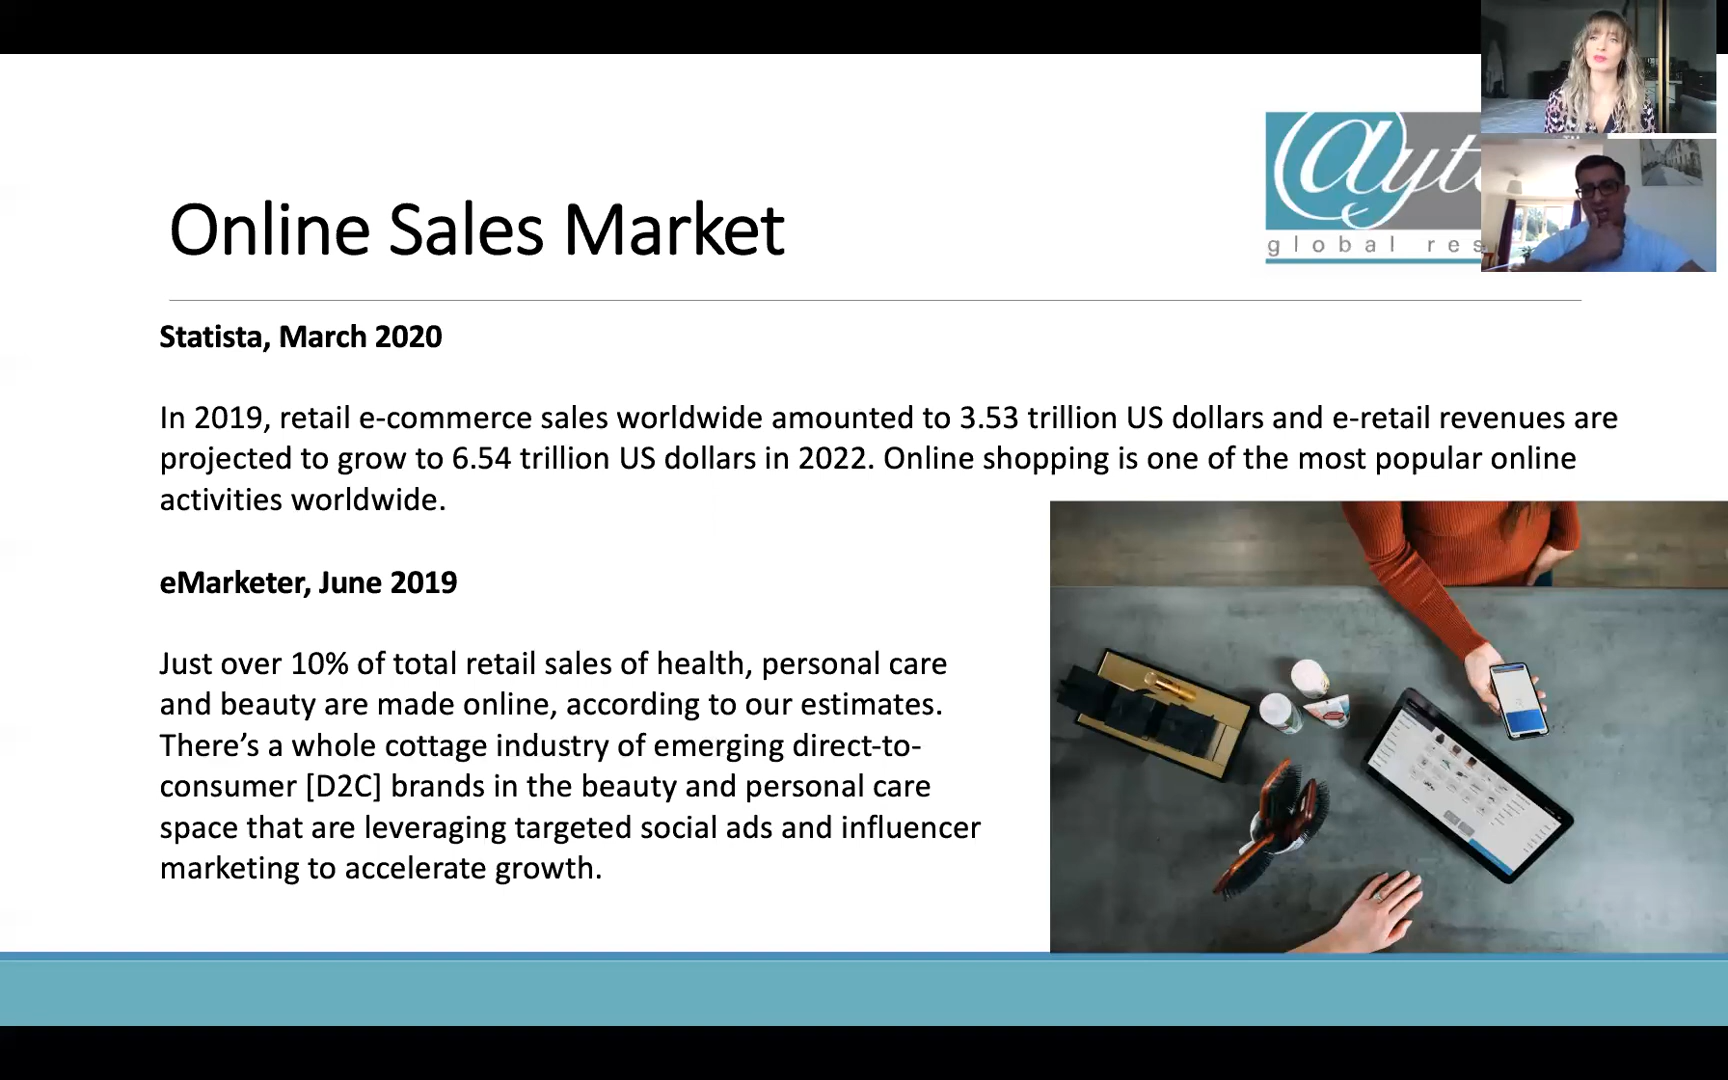 Online Sales Market
global res
Statista, March 2020
In 2019, retail e-commerce sales worldwide amounted to 3.53 trillion US dollars and e-retail revenues are
projected to grow to 6.54 trillion US dollars in 2022. Online shopping is one of the most popular online
activities worldwide.
eMarketer, June 2019
Just over 10% of total retail sales of health, personal care
and beauty are made online, according to our estimates.
There’s a whole cottage industry of emerging direct-to-
consumer [D2C] brands in the beauty and personal care
space that are leveraging targeted social ads and influencer
marketing to accelerate growth.